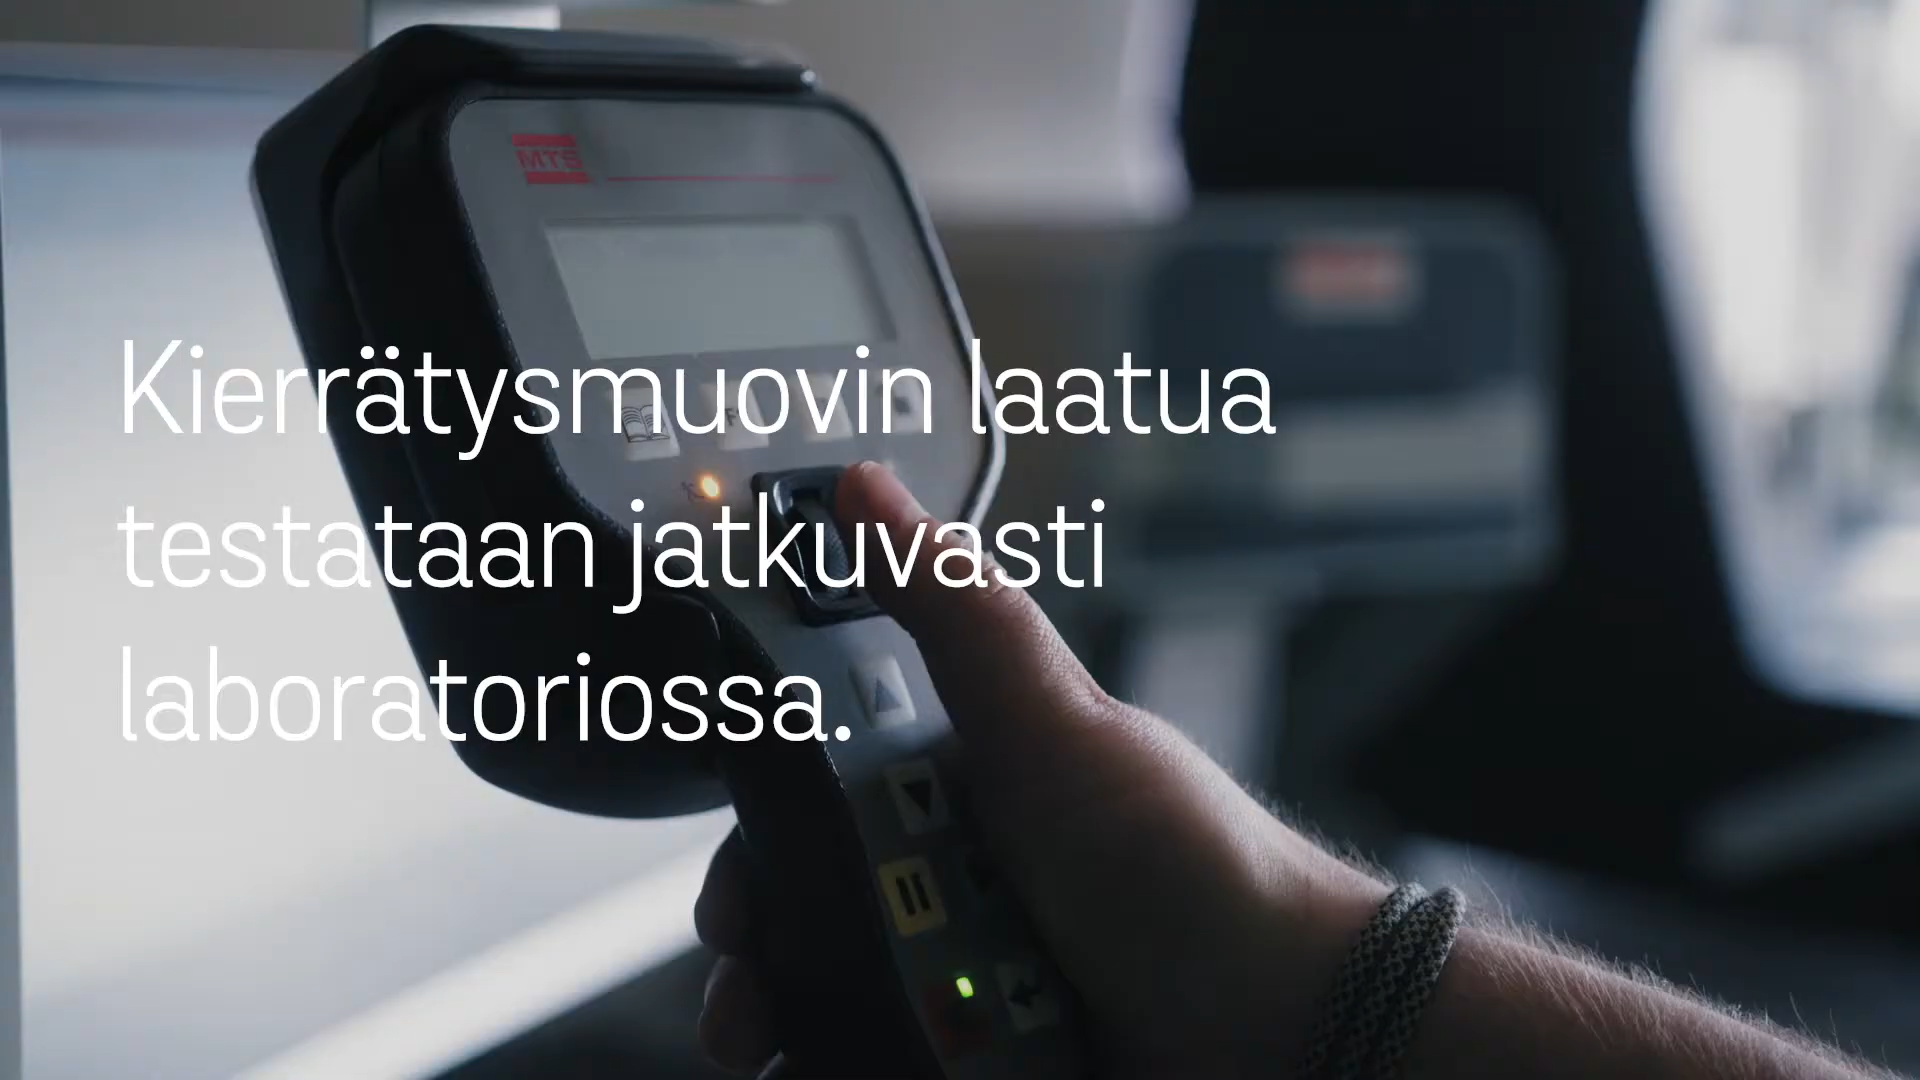 MTS
Kierrätysmuovin laatua
testataan jatkuvasti
laboratoriossa.